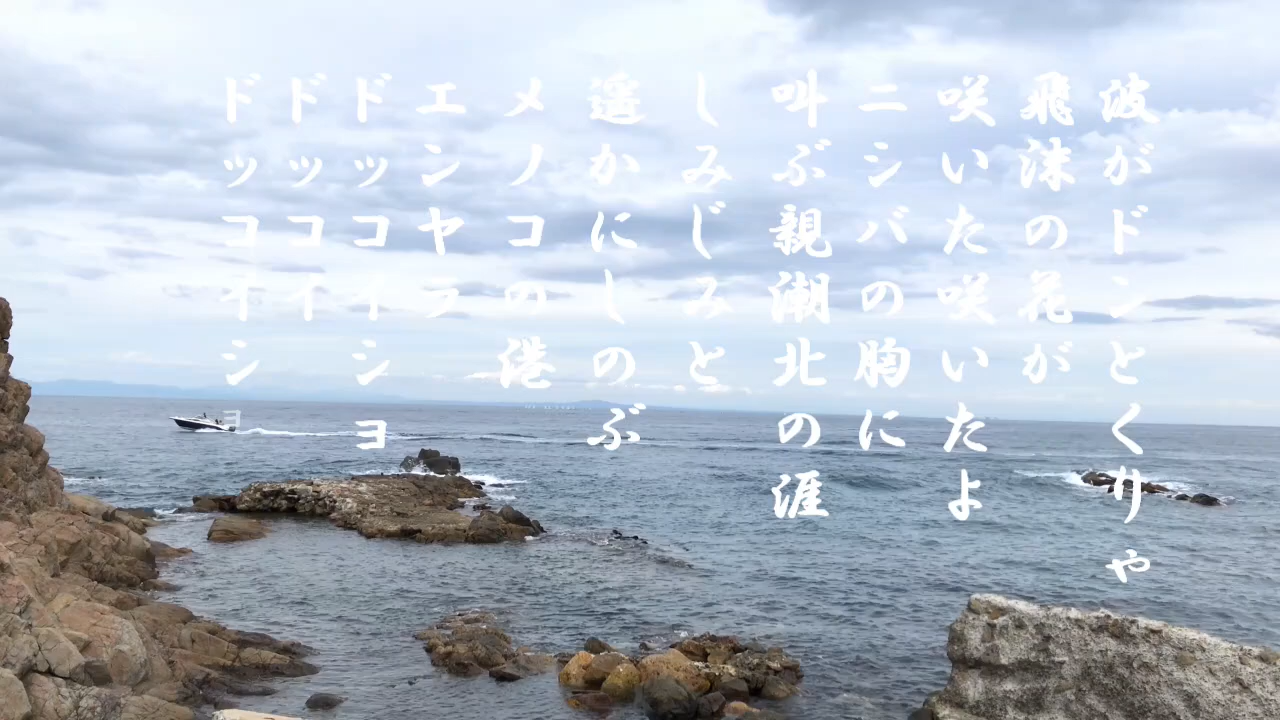 波がドンとくりゃ
飛沫の花が
咲いた咲いたよ
ニシバの胸に
叫ぶ親潮北の涯
しみじみと
遥かにしのぶ
メノコの港
エンヤラ
ドッコイショ
ドッコイ
ドッコイショ